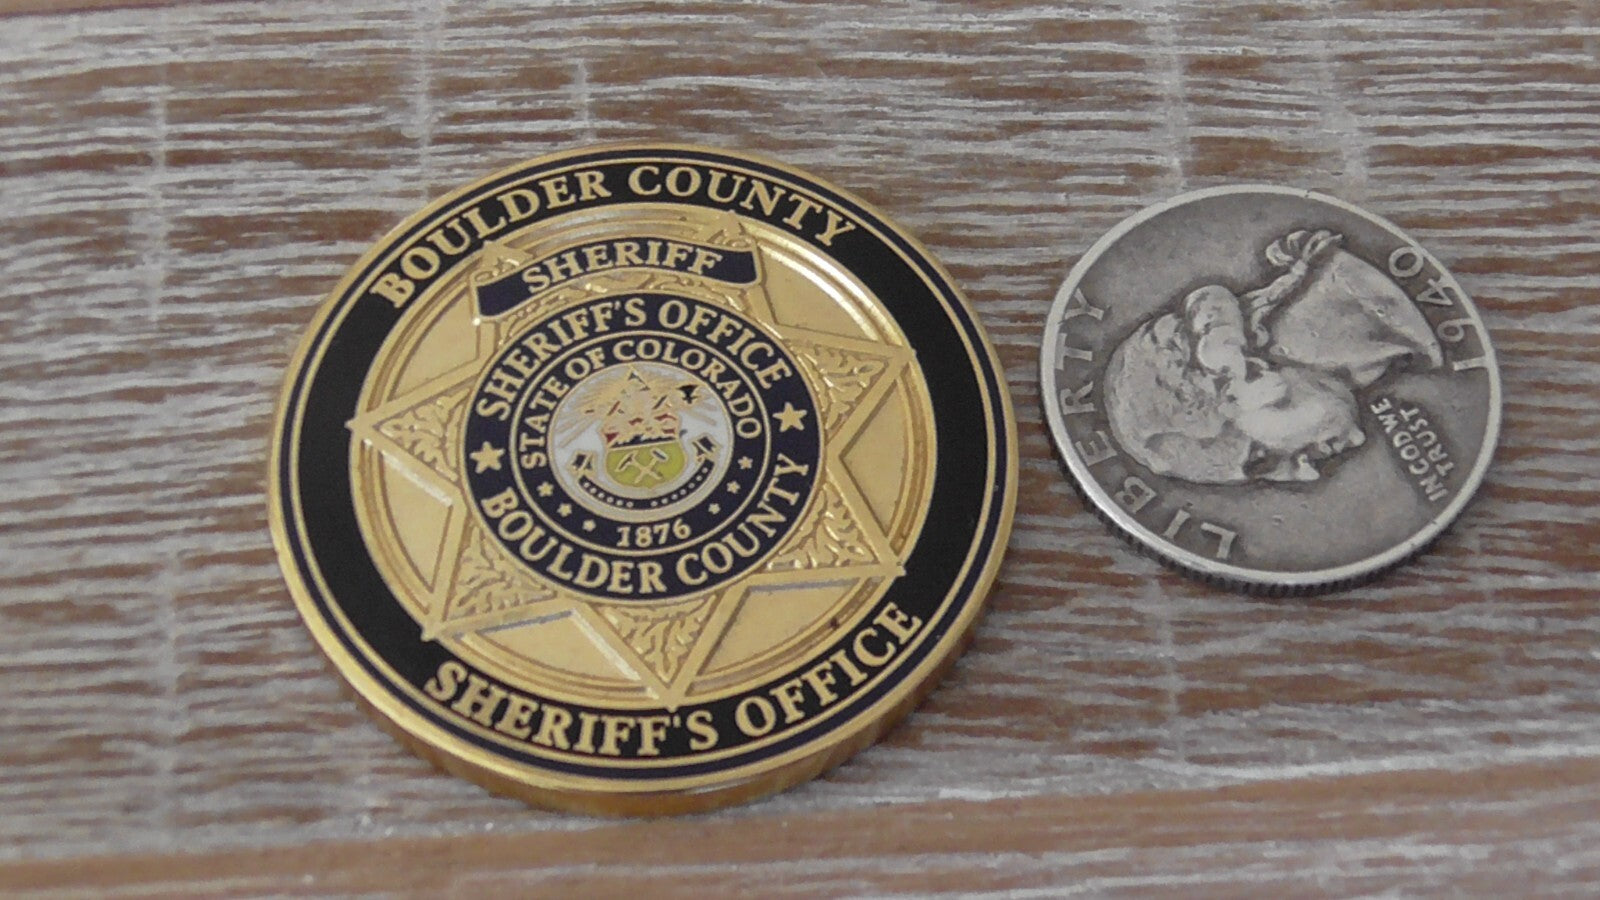 BOULDER COUNTY
SHERIFF
SHERIFF'S OFFICE
STATE OF COLORADO
1876
BOULDER COUNTY
SHERIFF'S OFFICE
LIBERTY
IN GOD WE
TRUST
1940